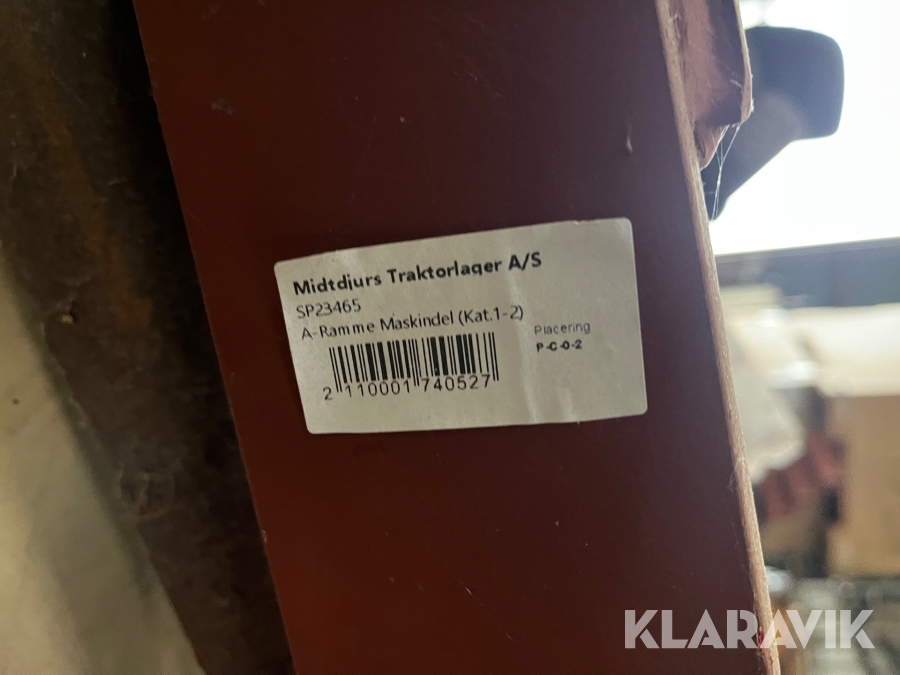 Midtdjurs Traktorlager A/S
SP23465
A-Ramme Maskindel (Kat.1-2)
Placering
P-C-0-2
2 110001 740527
KLARAVIK